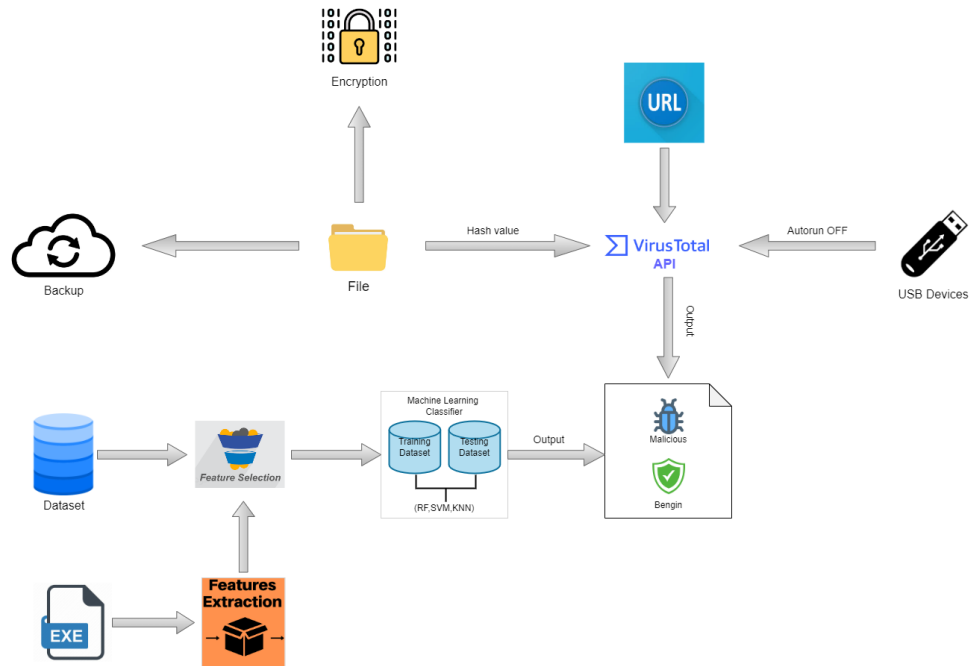 Encryption
URL
Hash value
VirusTotal
API
Autorun OFF
Backup
File
USB Devices
Output
Machine Learning
Classifier
Training
Dataset
Testing
Dataset
(RF,SVM,KNN)
Output
Malicious
Bengin
Feature Selection
Dataset
Features
Extraction
EXE